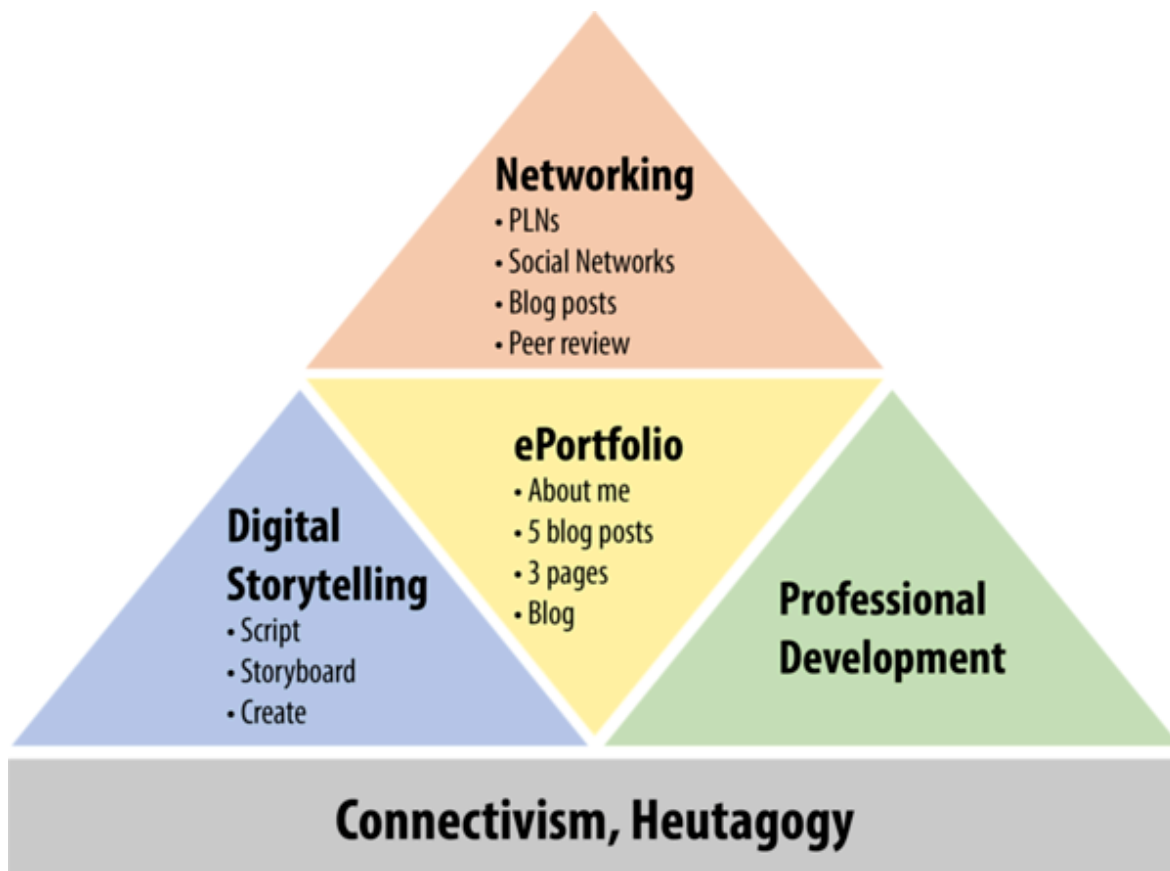 Networking
• PLNs
• Social Networks
• Blog posts
• Peer review
ePortfolio
• About me
• 5 blog posts
• 3 pages
• Blog
Digital
Storytelling
• Script
• Storyboard
• Create
Professional
Development
Connectivism, Heutagogy